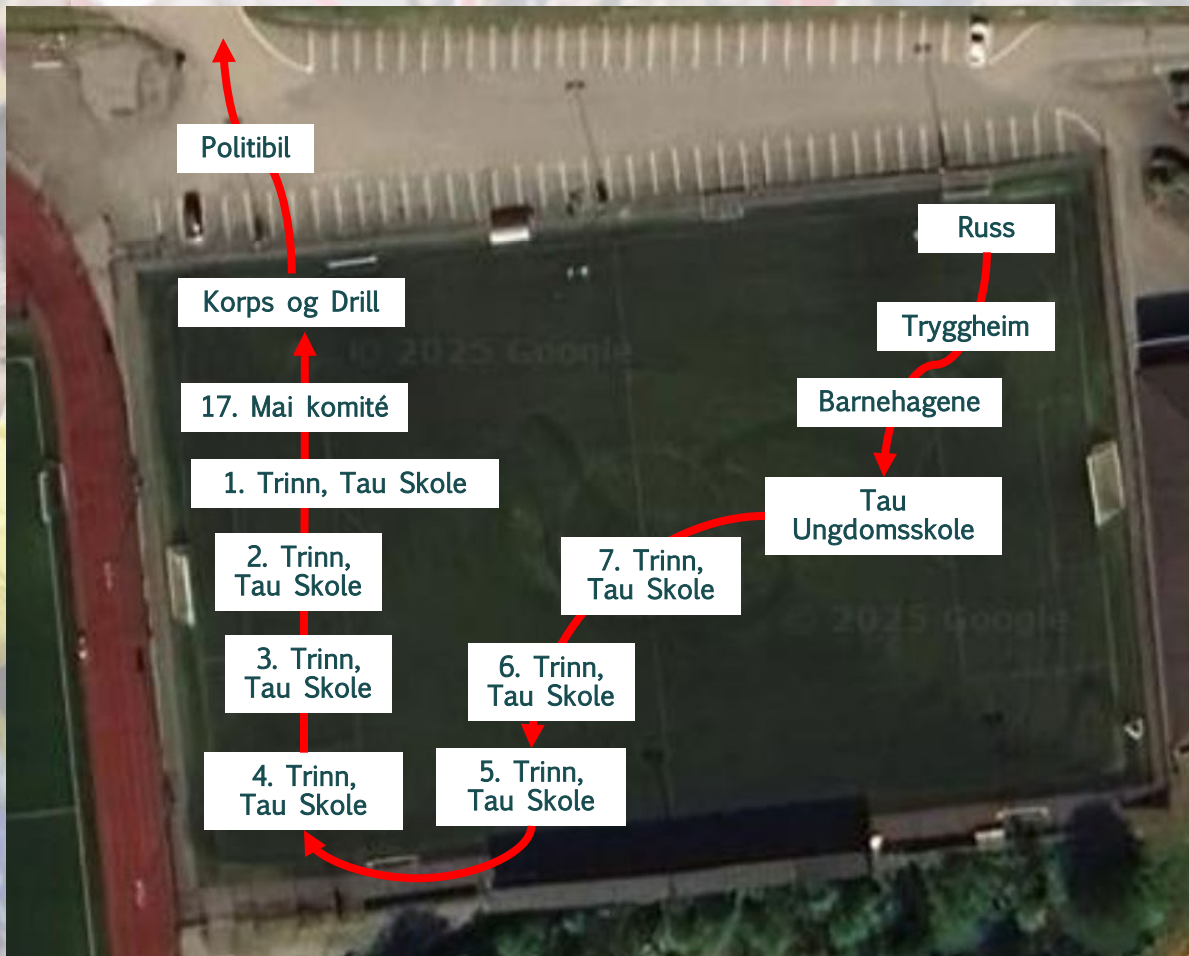 Politibil
Russ
Korps og Drill
Tryggheim
© 2025 Google
17. Mai komité
Barnehagene
1. Trinn, Tau Skole
Tau
Ungdomsskole
2. Trinn,
Tau Skole
7. Trinn,
Tau Skole
© 2025 Google
3. Trinn,
Tau Skole
6. Trinn,
Tau Skole
4. Trinn,
Tau Skole
5. Trinn,
Tau Skole